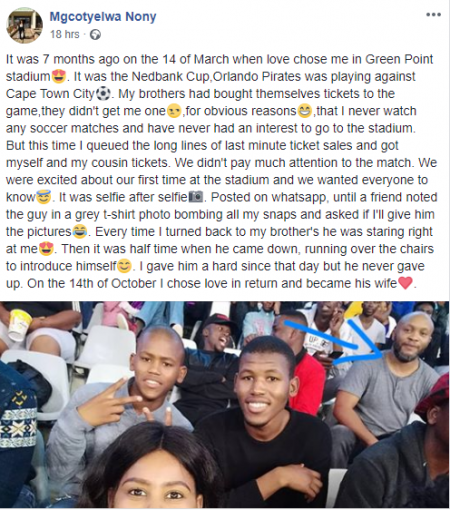 Mgcotyelwa Nony
18 hrs ·
It was 7 months ago on the 14 of March when love chose me in Green Point
stadium😍. It was the Nedbank Cup,Orlando Pirates was playing against
Cape Town City⚽. My brothers had bought themselves tickets to the
game,they didn't get me one😏,for obvious reasons😁,that I never watch
any soccer matches and have never had an interest to go to the stadium.
But this time I queued the long lines of last minute ticket sales and got
myself and my cousin tickets. We didn't pay much attention to the match. We
were excited about our first time at the stadium and we wanted everyone to
know😇. It was selfie after selfie📷. Posted on whatsapp, until a friend noted
the guy in a grey t-shirt photo bombing all my snaps and asked if I'll give him
the pictures😂. Every time I turned back to my brother's he was staring right
at me😍. Then it was half time when he came down, running over the chairs
to introduce himself😊. I gave him a hard since that day but he never gave
up. On the 14th of October I chose love in return and became his wife❤.
UP